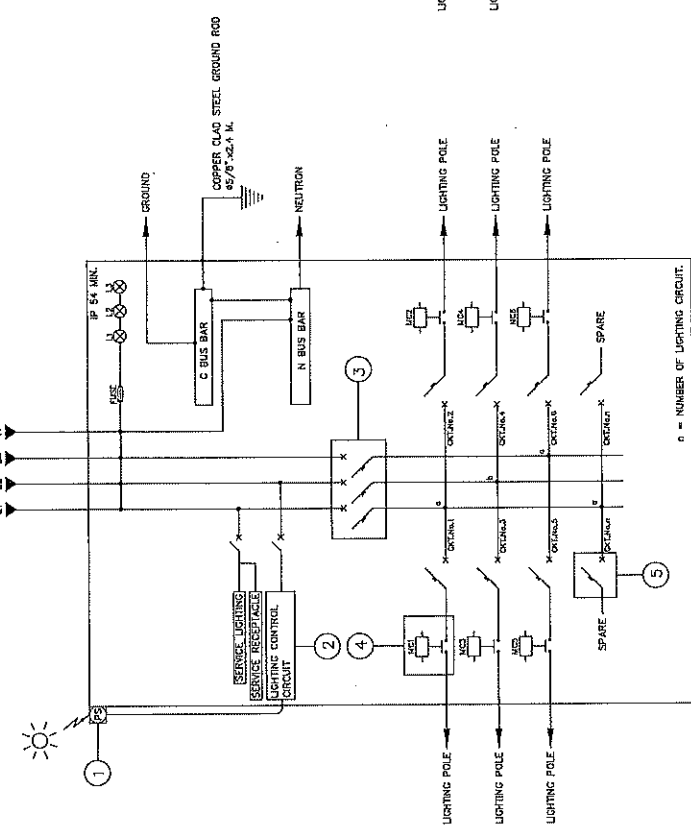 GROUND
COPPER CLAD STEEL GROUND ROD
ø5/8".x2.4 M.
NEUTRON
IP 54 MIN.
L1
L2
L3
FUSE
C BUS BAR
N BUS BAR
3
SERVICE LIGHTING
SERVICE RECEPTACLE
LIGHTING CONTROL
CIRCUIT
PS
1
2
4
5
MC1
MC2
MC3
MC4
MC5
CKT.No.1
CKT.No.2
CKT.No.3
CKT.No.4
CKT.No.5
CKT.No.6
CKT.No.n
a
b
LIGHTING POLE
LIGHTING POLE
LIGHTING POLE
LIGHTING POLE
LIGHTING POLE
LIGHTING POLE
SPARE
SPARE
n = NUMBER OF LIGHTING CIRCUIT.